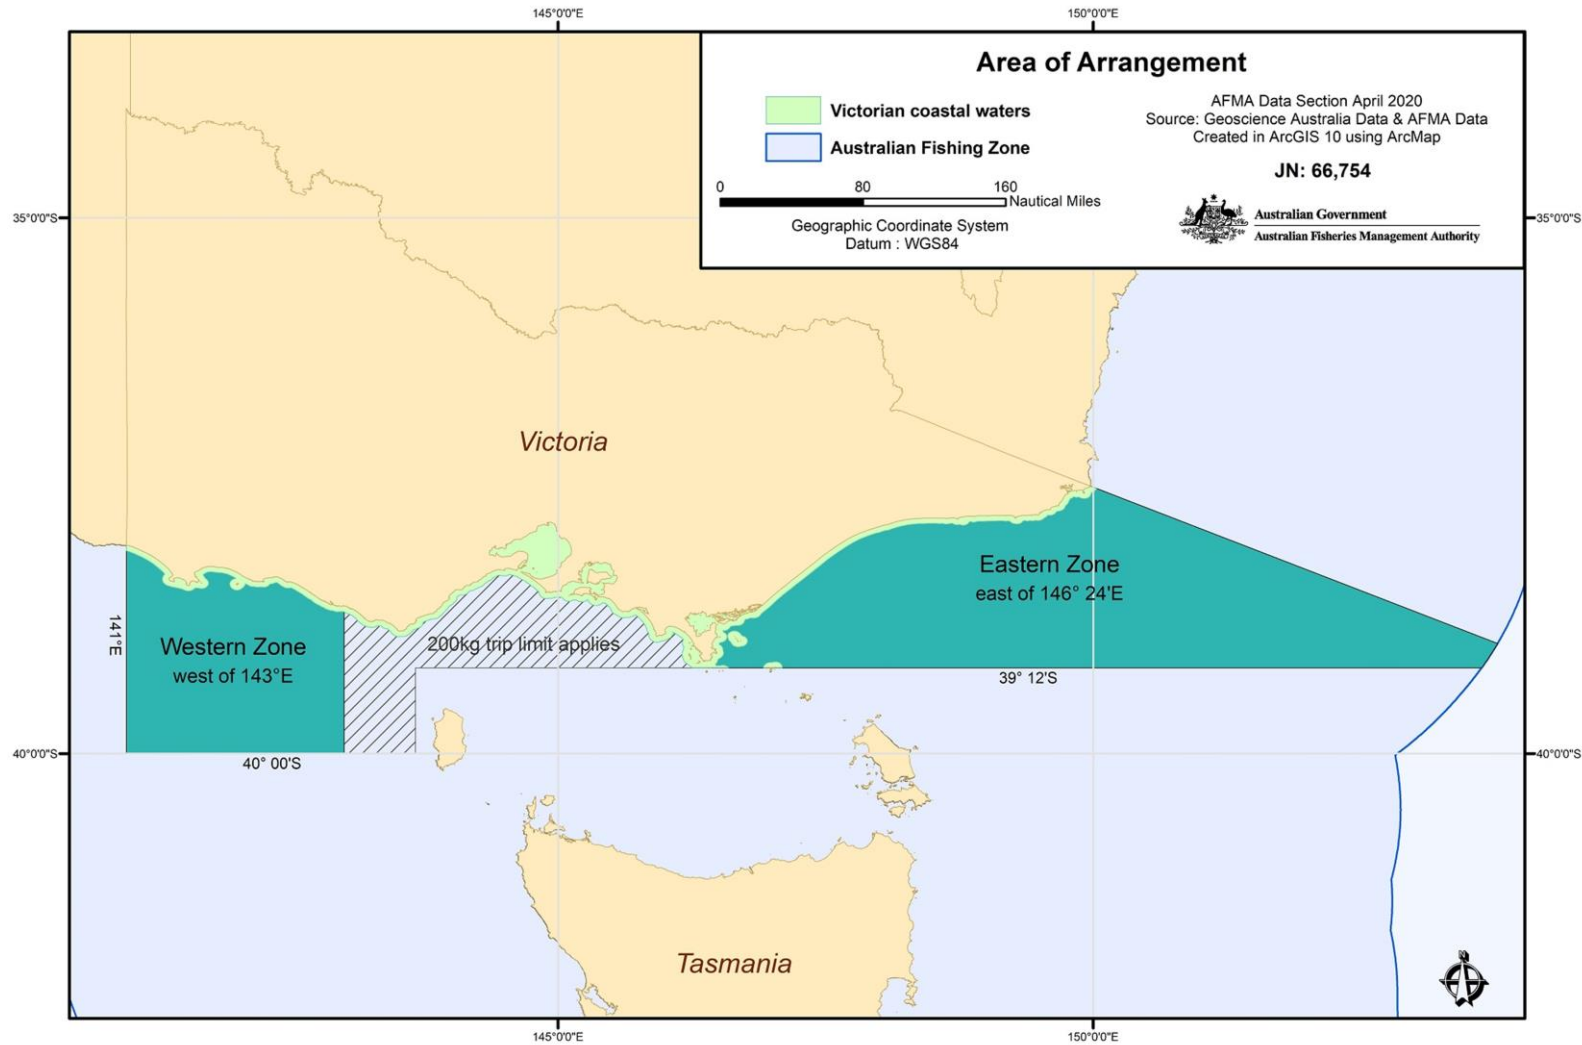 145°0'0"E
150°0'0"E
Area of Arrangement
Victorian coastal waters
Australian Fishing Zone
AFMA Data Section April 2020
Source: Geoscience Australia Data & AFMA Data
Created in ArcGIS 10 using ArcMap
JN: 66,754
0 80 160
Nautical Miles
Geographic Coordinate System
Datum : WGS84
Australian Government
Australian Fisheries Management Authority
35°0'0"S
35°0'0"S
Victoria
Eastern Zone
east of 146° 24'E
141°E
Western Zone
west of 143°E
200kg trip limit applies
39° 12'S
40°0'0"S
40°0'0"S
40° 00'S
Tasmania
145°0'0"E
150°0'0"E